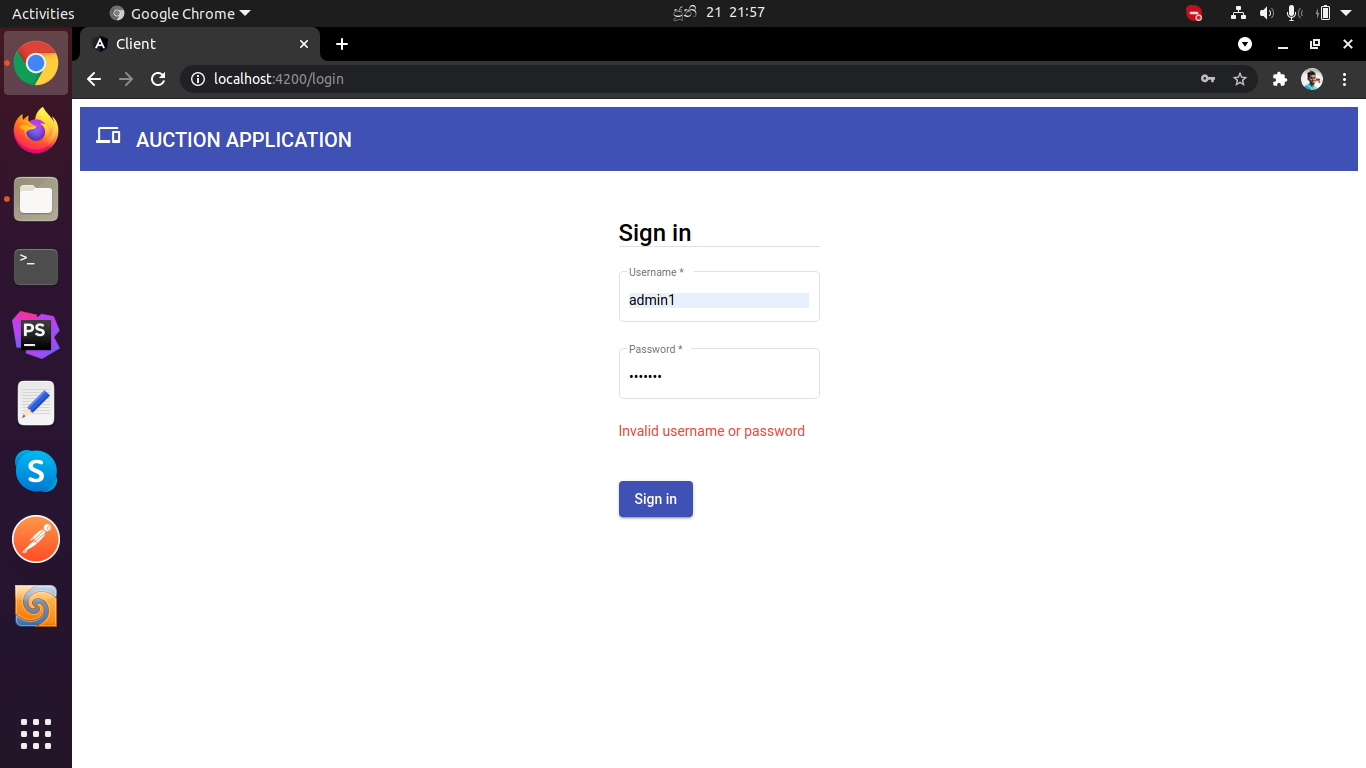 Activities
Google Chrome
ජූනි 21 21:57
Client
localhost:4200/login
AUCTION APPLICATION
Sign in
Username *
admin1
Password *
•••••••
Invalid username or password
Sign in
>_
PS
S